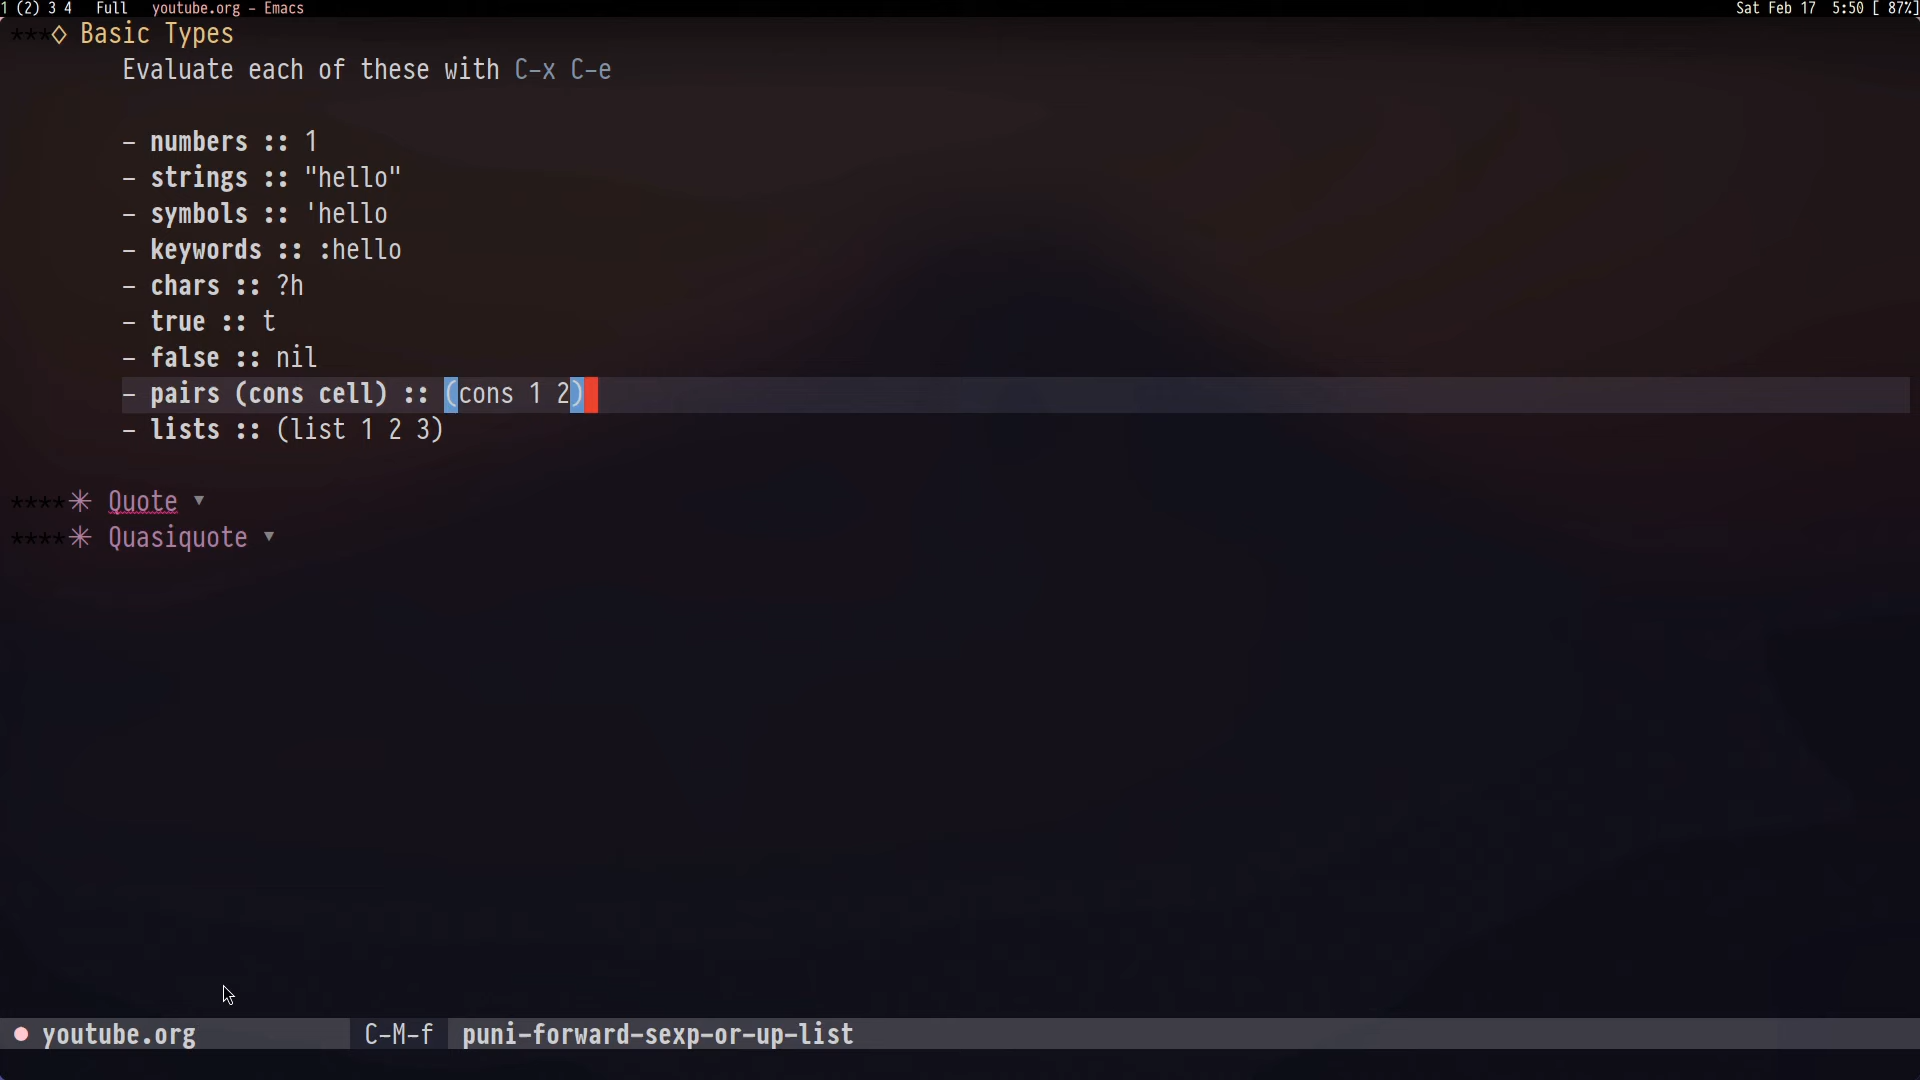 1 (2) 3 4 Full youtube.org - Emacs Sat Feb 17 5:50 [ 87%]
***◇ Basic Types
Evaluate each of these with C-x C-e
- numbers :: 1
- strings :: "hello"
- symbols :: 'hello
- keywords :: :hello
- chars :: ?h
- true :: t
- false :: nil
- pairs (cons cell) :: (cons 1 2)
- lists :: (list 1 2 3)
****✳ Quote ▾
****✳ Quasiquote ▾
youtube.org C-M-f puni-forward-sexp-or-up-list